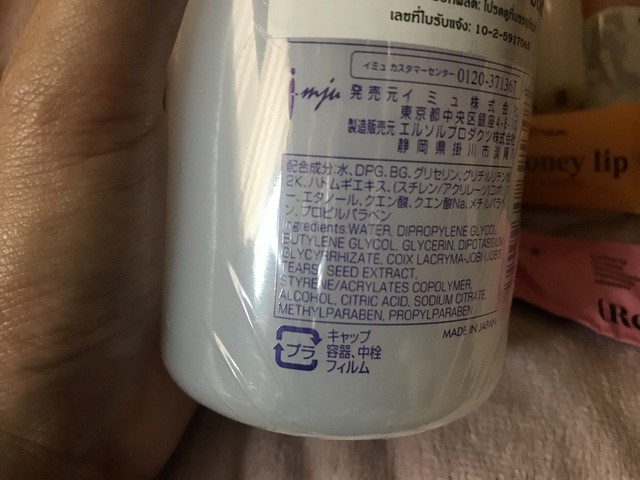 เลขที่ใบรับแจ้ง: 10-2-5917065
イミュ カスタマーセンター 0120-371367
imju 発売元イミュ株式会
東京都中央区銀座
製造販売元 エルソルプロダクツ株式会
静岡県掛川市
配合成分:水、DPG、BG、グリセリン、グリチルリチン酸
2K、ハトムギエキス、(スチレン/アクリレーツ)コポリマ
ー、エタノール、クエン酸、クエン酸Na、メチルパラベ
ン、プロピルパラベン
Ingredients:WATER, DIPROPYLENE GLYCOL,
BUTYLENE GLYCOL, GLYCERIN, DIPOTASSIUM
GLYCYRRHIZATE, COIX LACRYMA-JOBI (JOB'S
TEARS) SEED EXTRACT,
STYRENE/ACRYLATES COPOLYMER,
ALCOHOL, CITRIC ACID, SODIUM CITRATE,
METHYLPARABEN, PROPYLPARABEN
プラ キャップ
容器、中栓
フィルム
MADE IN JAPAN
oney lip
(Re